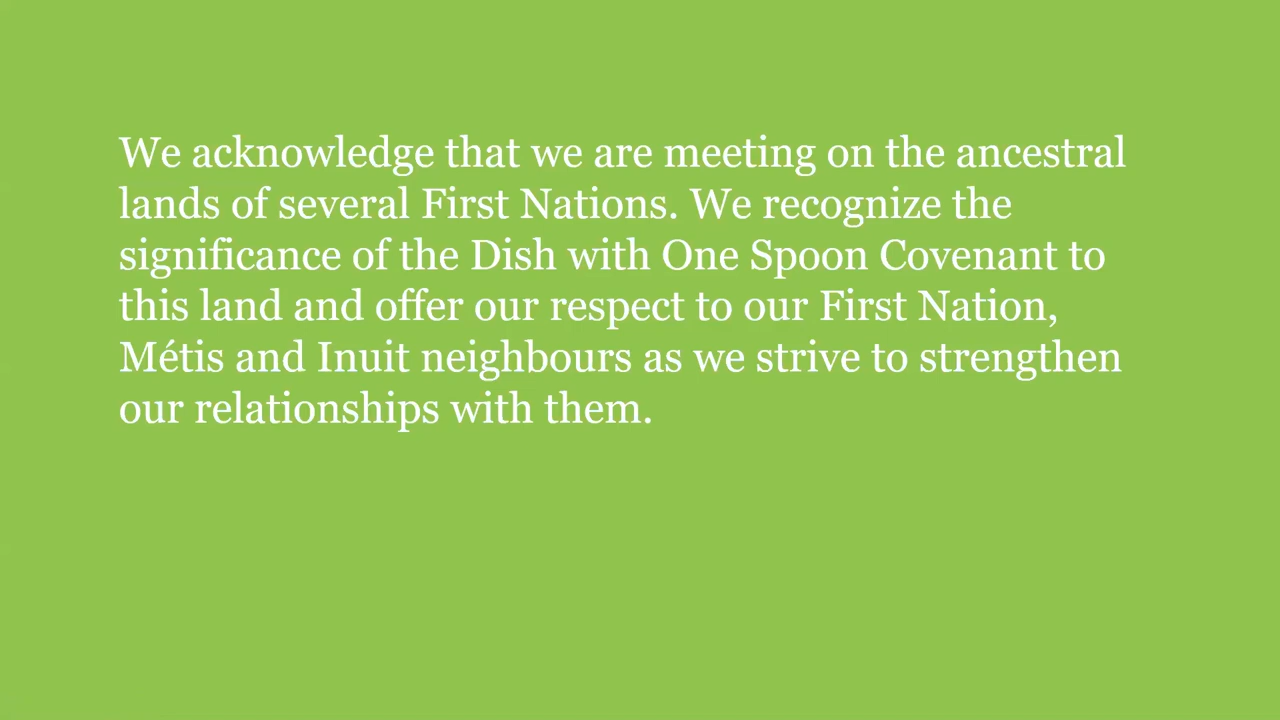 We acknowledge that we are meeting on the ancestral
lands of several First Nations. We recognize the
significance of the Dish with One Spoon Covenant to
this land and offer our respect to our First Nation,
Métis and Inuit neighbours as we strive to strengthen
our relationships with them.